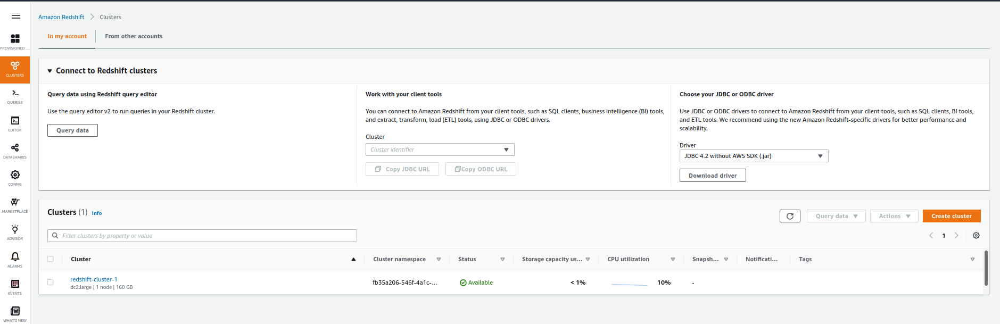 Amazon Redshift > Clusters
In my account
From other accounts
PROVISIONED ...
CLUSTERS
QUERIES
EDITOR
DATASHARES
CONFIG
MARKETPLACE
ADVISOR
ALARMS
EVENTS
WHAT'S NEW
Connect to Redshift clusters
Query data using Redshift query editor
Use the query editor v2 to run queries in your Redshift cluster.
Query data
Work with your client tools
You can connect to Amazon Redshift from your client tools, such as SQL clients, business intelligence (BI) tools,
and extract, transform, load (ETL) tools, using JDBC or ODBC drivers.
Cluster
Cluster identifier
Copy JDBC URL
Copy ODBC URL
Choose your JDBC or ODBC driver
Use JDBC or ODBC drivers to connect to Amazon Redshift from your client tools, such as SQL clients, BI tools,
and ETL tools. We recommend using the new Amazon Redshift-specific drivers for better performance and
scalability.
Driver
JDBC 4.2 without AWS SDK (.jar)
Download driver
Clusters (1) Info
Query data
Actions
Create cluster
Filter clusters by property or value
1
Cluster
Cluster namespace
Status
Storage capacity us...
CPU utilization
Snapsh...
Notificati...
Tags
redshift-cluster-1
dc2.large | 1 node | 160 GB
fb35a206-546f-4a1c-...
Available
< 1%
10%
-